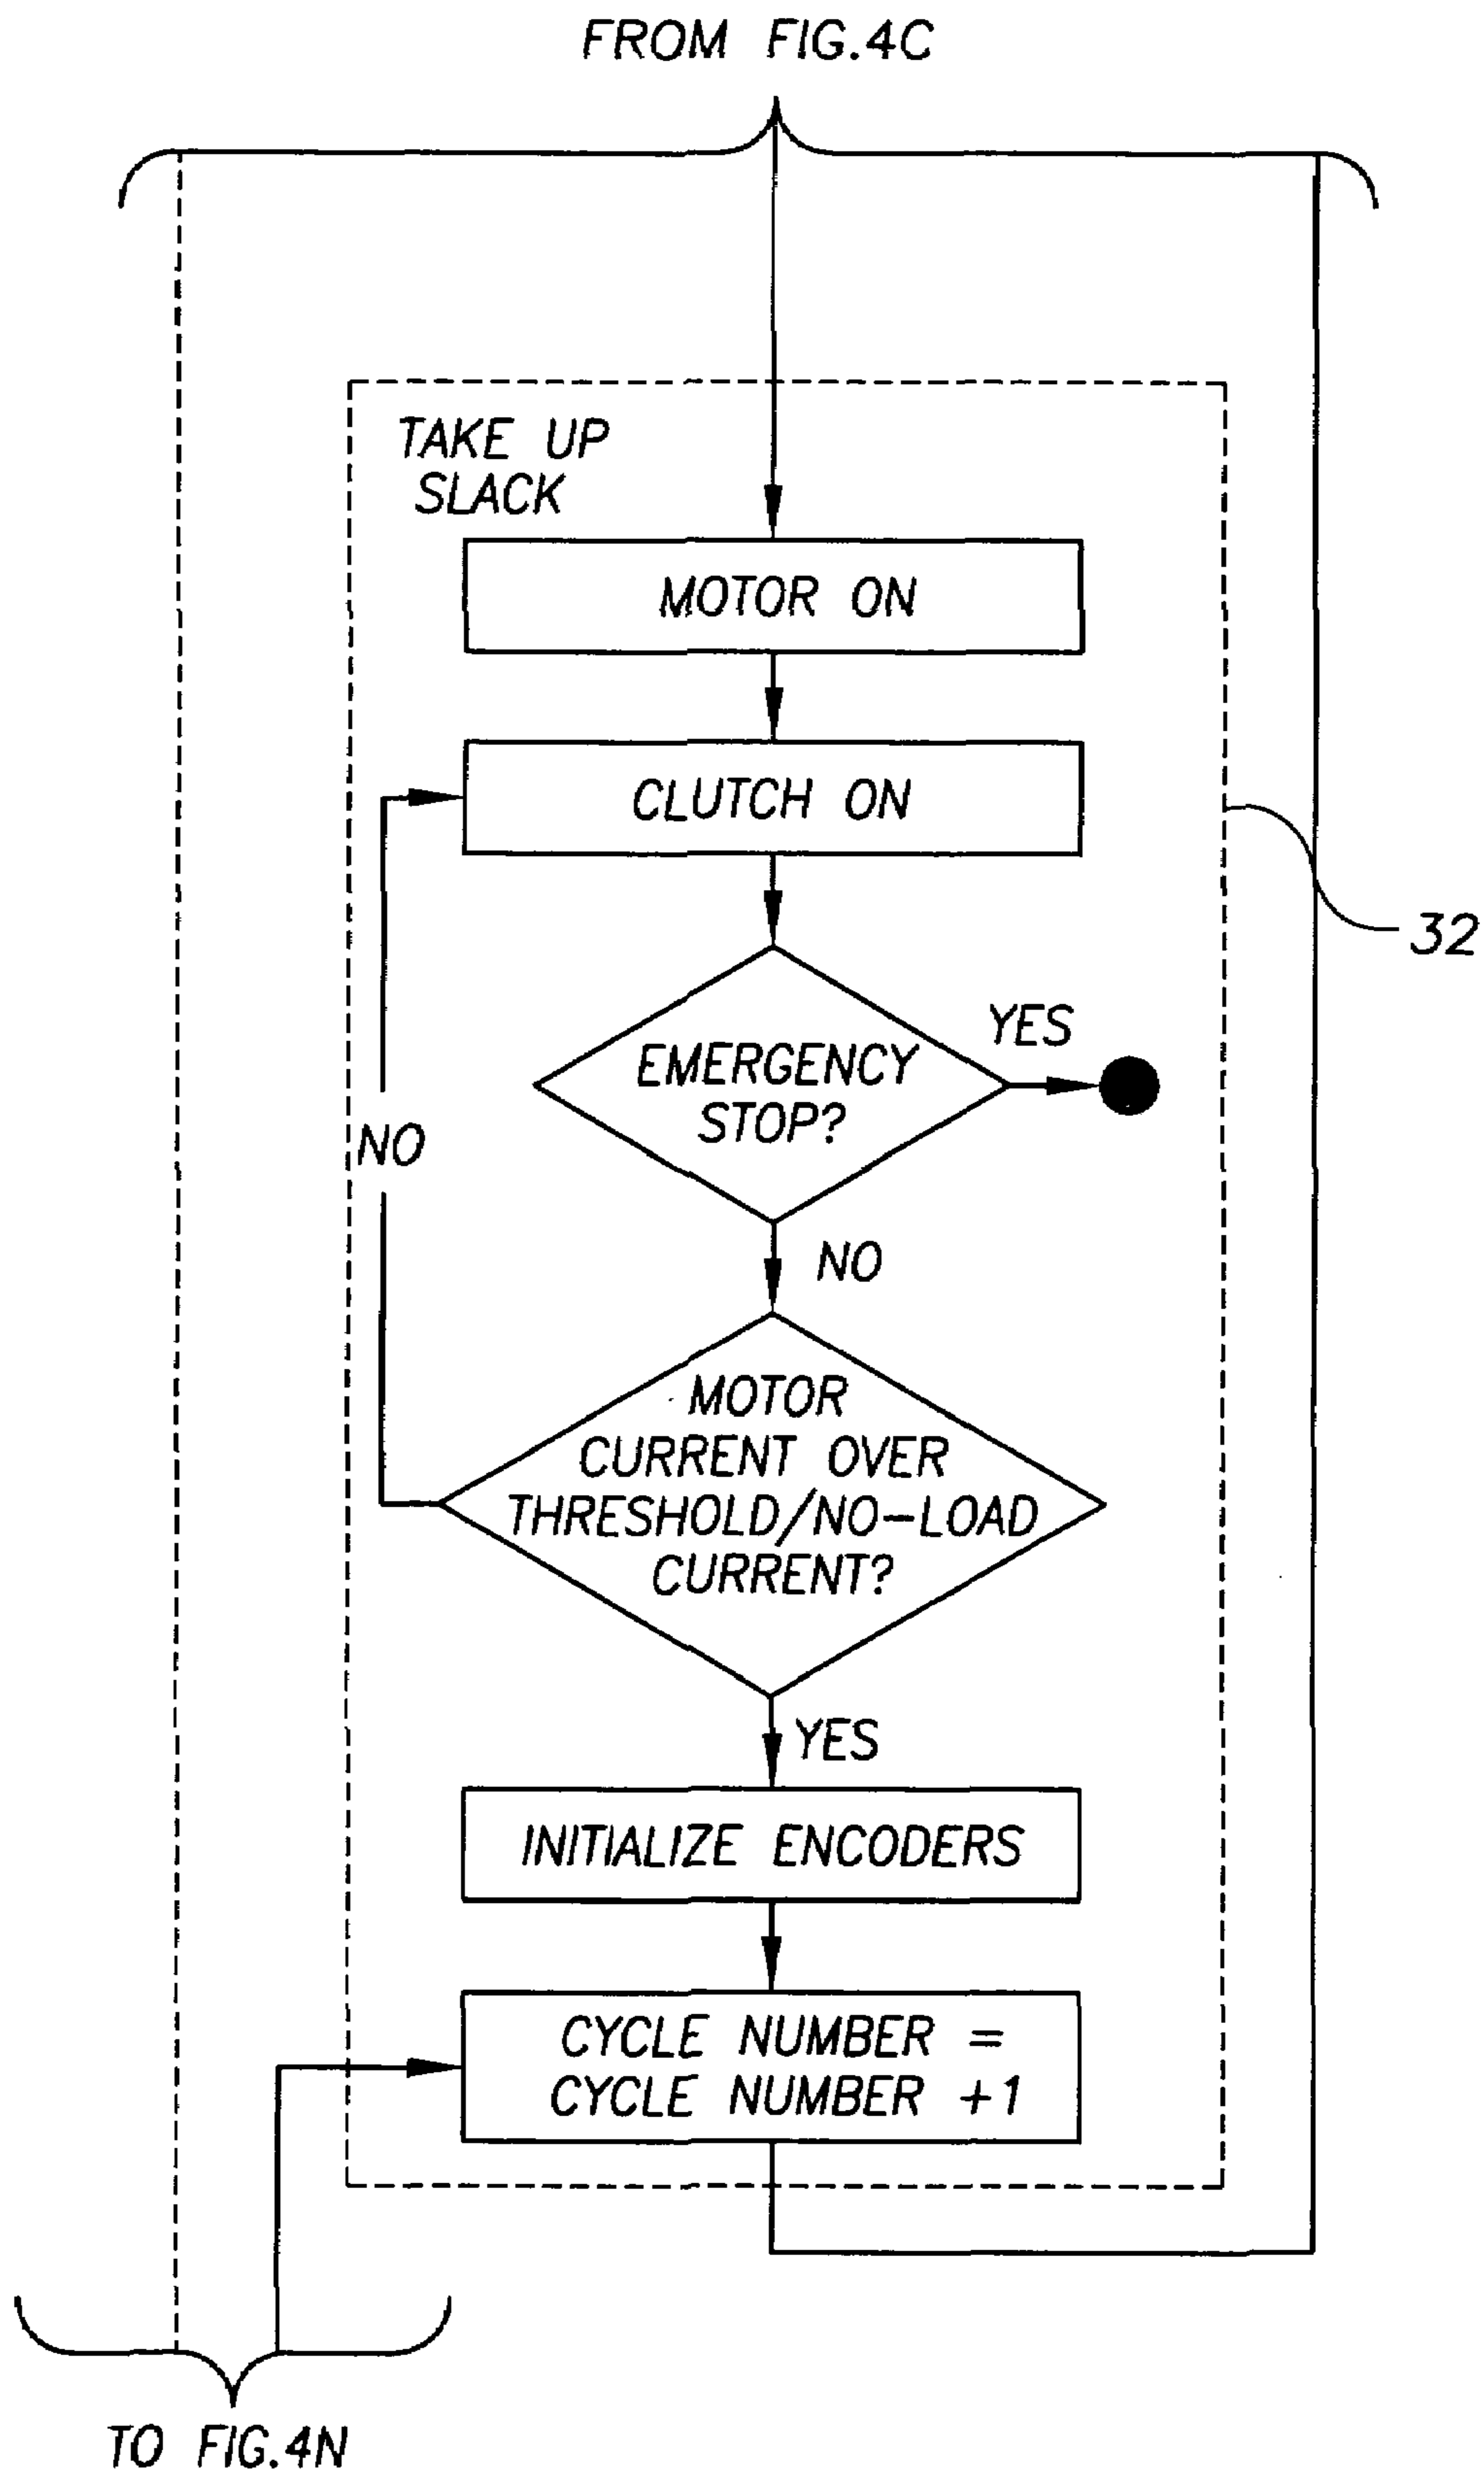 FROM FIG.4C
TAKE UP
SLACK
MOTOR ON
CLUTCH ON
32
YES
EMERGENCY
STOP?
NO
NO
MOTOR
CURRENT OVER
THRESHOLD/NO-LOAD
CURRENT?
YES
INITIALIZE ENCODERS
CYCLE NUMBER =
CYCLE NUMBER +1
TO FIG.4N